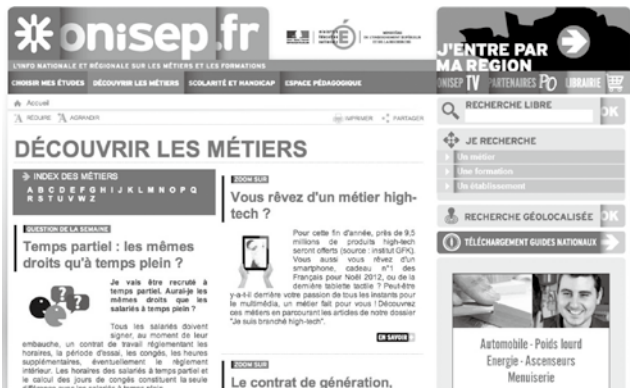 onisep.fr
L'INFO NATIONALE ET RÉGIONALE SUR LES MÉTIERS ET LES FORMATIONS
J'ENTRE PAR
MA RÉGION
CHOISIR MES ÉTUDES DÉCOUVRIR LES MÉTIERS SCOLARITÉ ET HANDICAP ESPACE PÉDAGOGIQUE
ONISEP TV PARTENAIRES PO LIBRAIRIE
Accueil
RÉDUIRE AGRANDIR IMPRIMER PARTAGER
DÉCOUVRIR LES MÉTIERS
INDEX DES MÉTIERS
A B C D E F G H I J K L M N O P Q
R S T U V W Z
QUESTION DE LA SEMAINE
Temps partiel : les mêmes
droits qu'à temps plein ?
Je vais être recruté à
temps partiel. Aurai-je les
mêmes droits que les
salariés à temps plein ?
Tous les salariés doivent
signer, au moment de leur
embauche, un contrat de travail réglementant les
horaires, la période d'essai, les congés, les heures
supplémentaires, éventuellement le règlement
intérieur. Les horaires des salariés à temps partiel et
le calcul des jours de congés constituent la seule
différence avec les salariés à temps plein.
ZOOM SUR
Vous rêvez d'un métier high-
tech ?
Pour cette fin d'année, près de 9,5
millions de produits high-tech
seront offerts (source : institut GFK).
Vous aussi vous rêvez d'un
smartphone, cadeau n°1 des
Français pour Noël 2012, ou de la
dernière tablette tactile ? Peut-être
y-a-t-il derrière votre passion de tous les instants pour
le multimédia, un métier fait pour vous ! Découvrez
ces métiers en parcourant les articles de notre dossier
"Je suis branché high-tech".
EN SAVOIR
ZOOM SUR
Le contrat de génération,
RECHERCHE LIBRE
OK
JE RECHERCHE
Un métier
Une formation
Un établissement
RECHERCHE GÉOLOCALISÉE OK
TÉLÉCHARGEMENT GUIDES NATIONAUX
Automobile - Poids lourd
Energie - Ascenseurs
Menuiserie